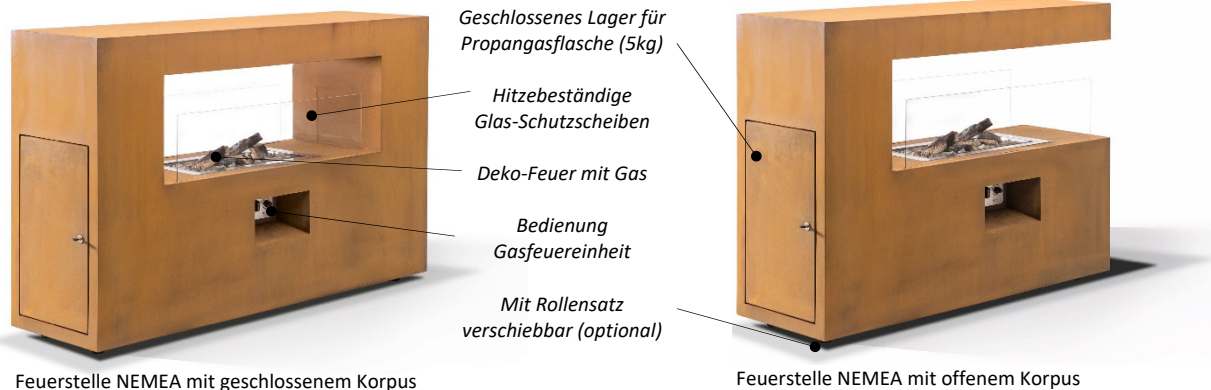 Geschlossenes Lager für
Propangasflasche (5kg)
Hitzebeständige
Glas-Schutzscheiben
Deko-Feuer mit Gas
Bedienung
Gasfeuereinheit
Mit Rollensatz
verschiebbar (optional)
Feuerstelle NEMEA mit geschlossenem Korpus
Feuerstelle NEMEA mit offenem Korpus